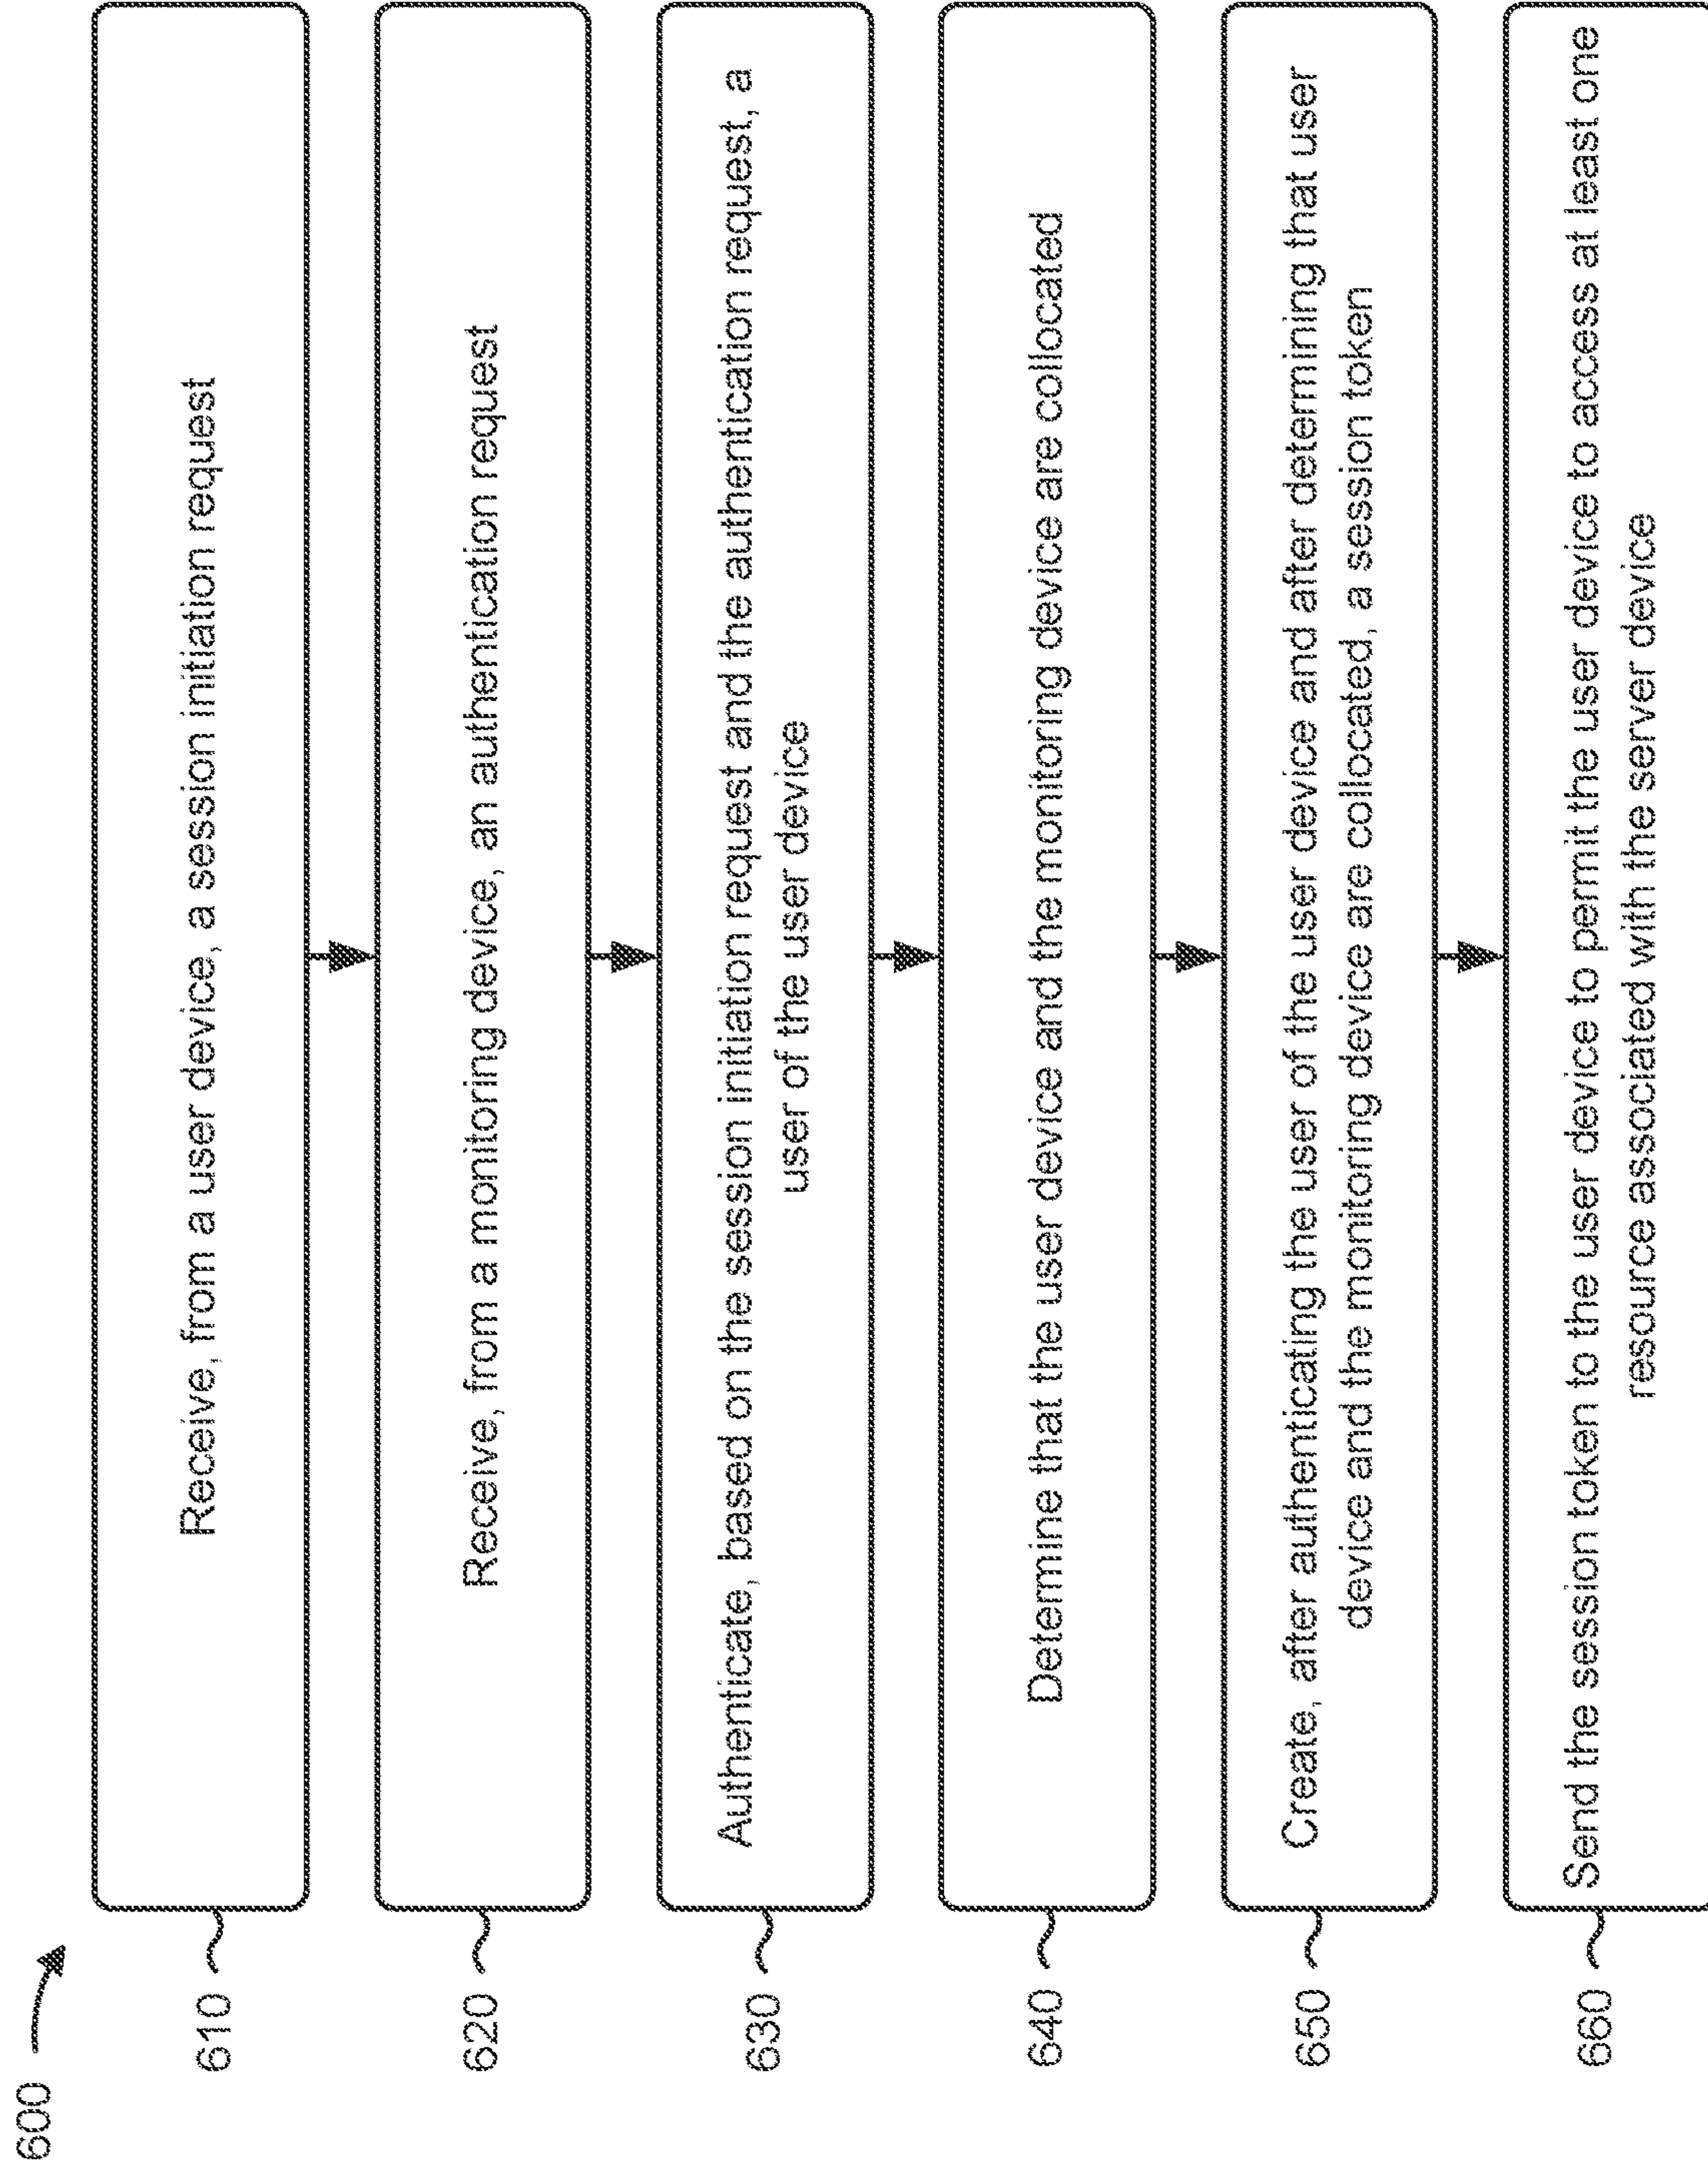 600
610
Receive, from a user device, a session initiation request
620
Receive, from a monitoring device, an authentication request
630
Authenticate, based on the session initiation request and the authentication request, a
user of the user device
640
Determine that the user device and the monitoring device are collocated
650
Create, after authenticating the user of the user device and after determining that user
device and the monitoring device are collocated, a session token
660
Send the session token to the user device to permit the user device to access at least one
resource associated with the server device